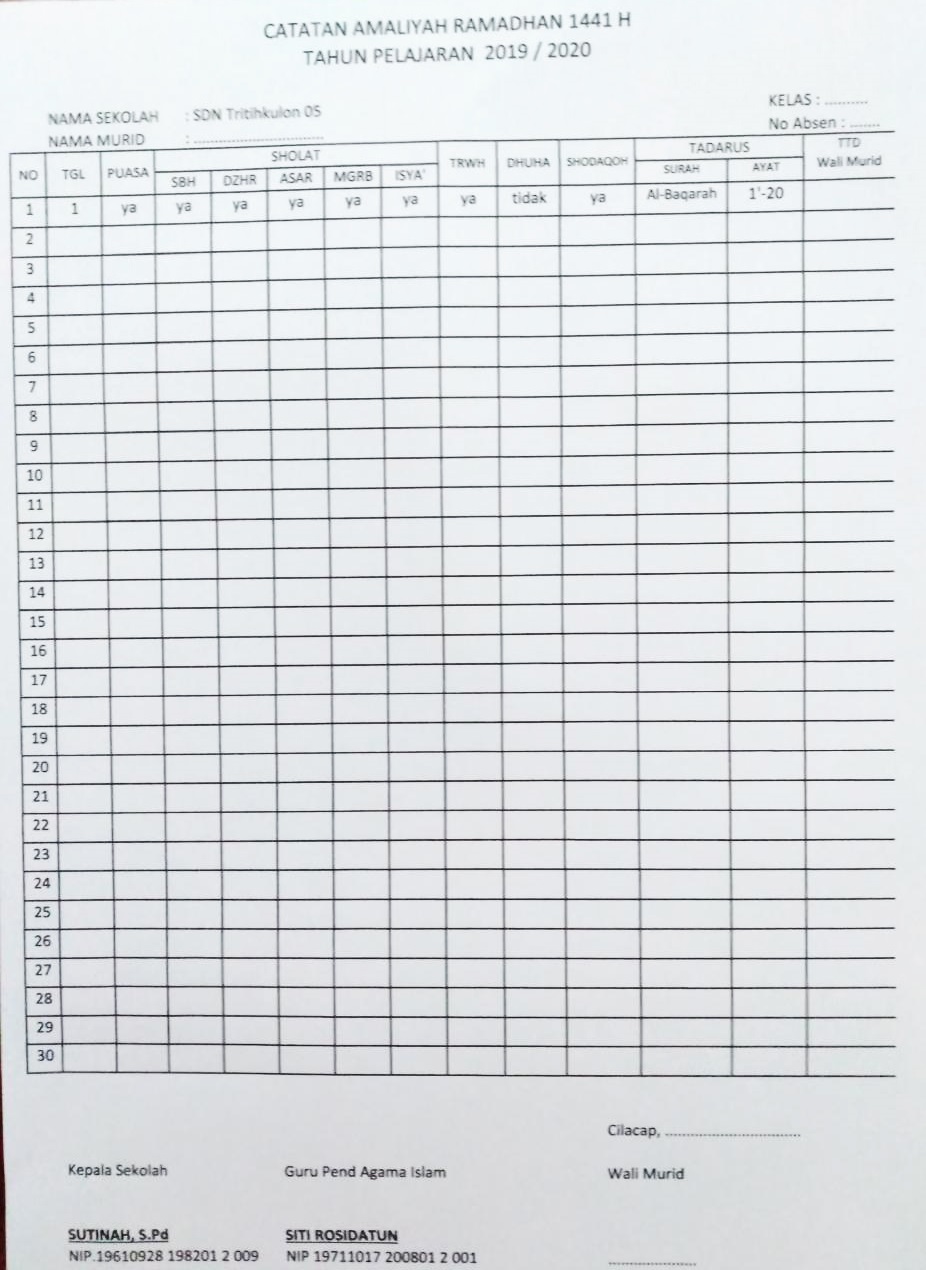 CATATAN AMALIYAH RAMADHAN 1441 H
TAHUN PELAJARAN 2019 / 2020
NAMA SEKOLAH : SDN Tritihkulon 05
KELAS : ..........
NAMA MURID : ..............................
No Absen : .......
NO TGL PUASA SHOLAT TRWH DHUHA SHODAQOH TADARUS TTD Wali Murid
SBH DZHR ASAR MGRB ISYA' SURAH AYAT
1 1 ya ya ya ya ya ya ya tidak ya Al-Baqarah 1'-20
2
3
4
5
6
7
8
9
10
11
12
13
14
15
16
17
18
19
20
21
22
23
24
25
26
27
28
29
30
Cilacap, ..............................
Kepala Sekolah Guru Pend Agama Islam Wali Murid
SUTINAH, S.Pd SITI ROSIDATUN
NIP.19610928 198201 2 009 NIP 19711017 200801 2 001 ....................